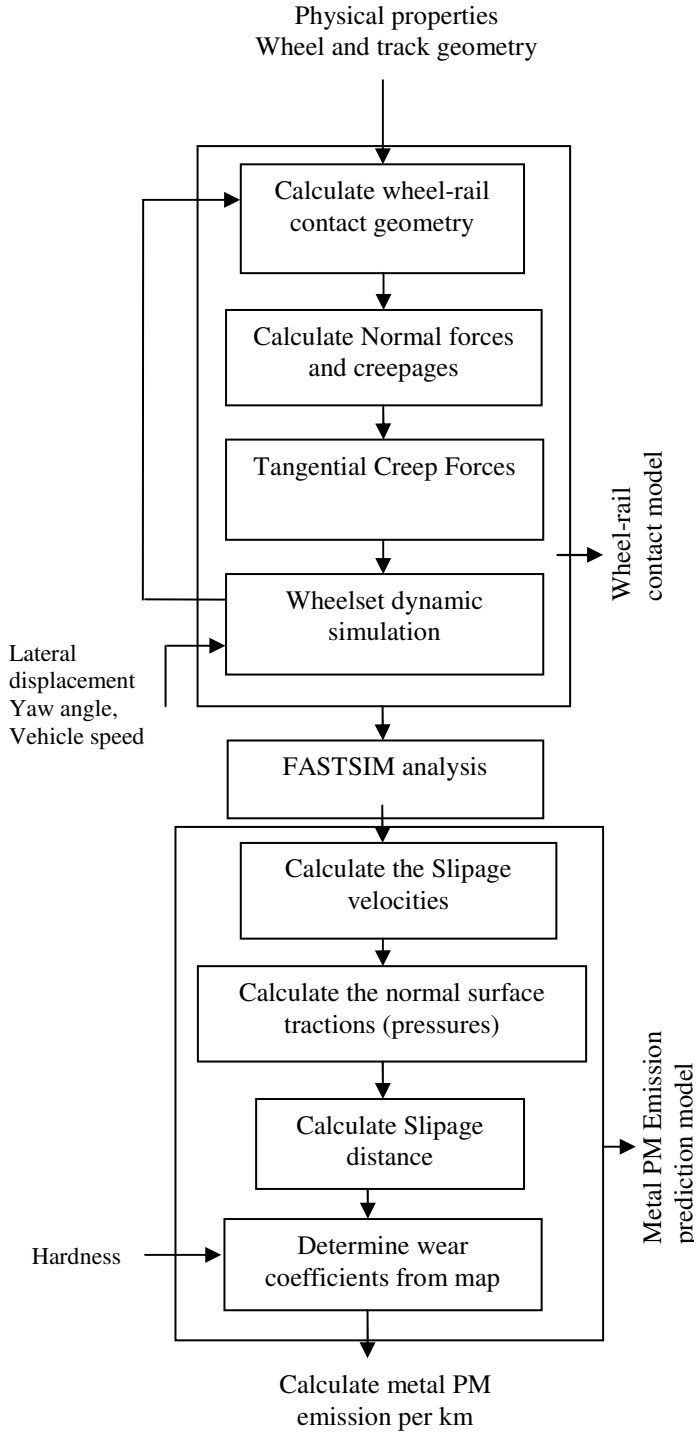 Physical properties
Wheel and track geometry
Calculate wheel-rail
contact geometry
Calculate Normal forces
and creepages
Tangential Creep Forces
Wheel-rail
contact model
Wheelset dynamic
simulation
Lateral
displacement
Yaw angle,
Vehicle speed
FASTSIM analysis
Calculate the Slipage
velocities
Calculate the normal surface
tractions (pressures)
Calculate Slipage
distance
Metal PM Emission
prediction model
Hardness
Determine wear
coefficients from map
Calculate metal PM
emission per km